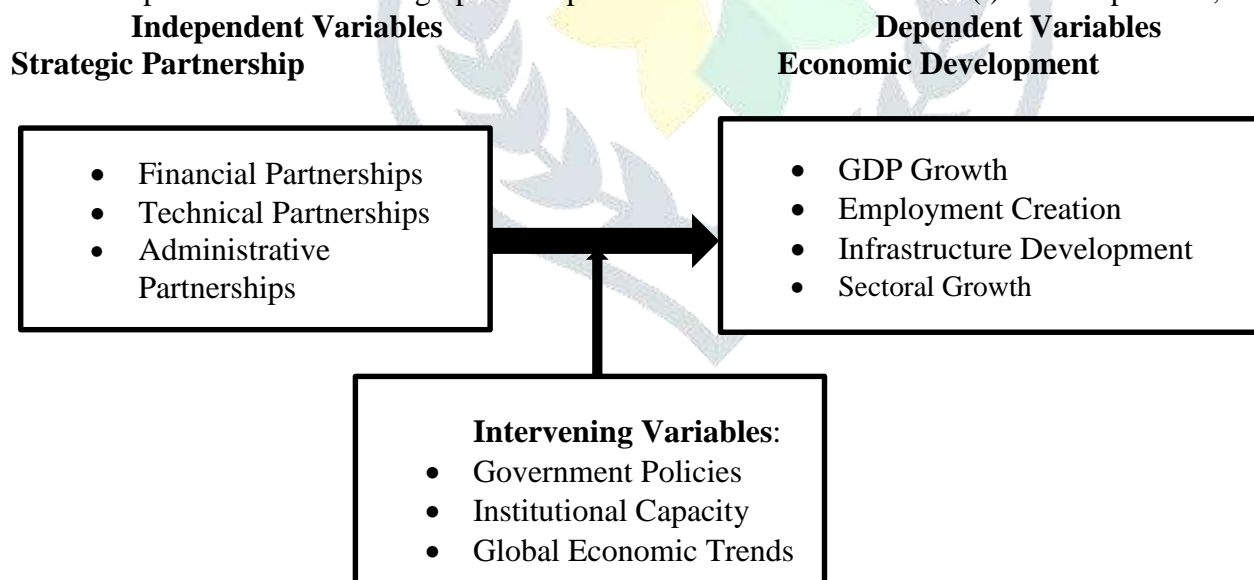 Independent Variables
Dependent Variables
Strategic Partnership
Economic Development
• Financial Partnerships
• Technical Partnerships
• Administrative
Partnerships
• GDP Growth
• Employment Creation
• Infrastructure Development
• Sectoral Growth
Intervening Variables:
• Government Policies
• Institutional Capacity
• Global Economic Trends